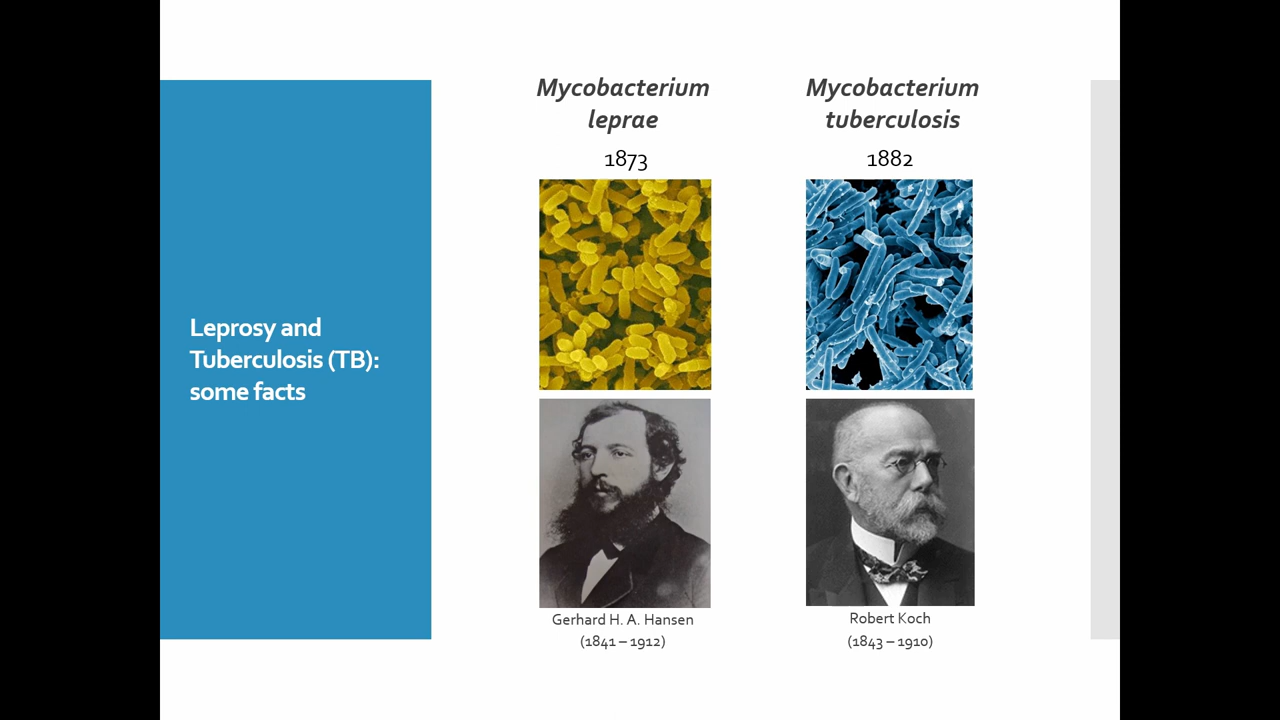 Leprosy and
Tuberculosis (TB):
some facts
Mycobacterium
leprae
1873
Gerhard H. A. Hansen
(1841 – 1912)
Mycobacterium
tuberculosis
1882
Robert Koch
(1843 – 1910)